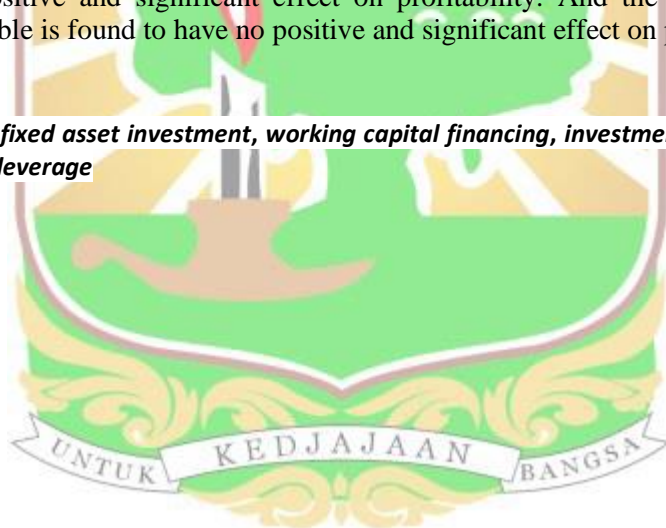 ositive and significant effect on profitability. And the
ble is found to have no positive and significant effect on
fixed asset investment, working capital financing, investme
leverage
UNTUK KEDJAJAAN BANGSA